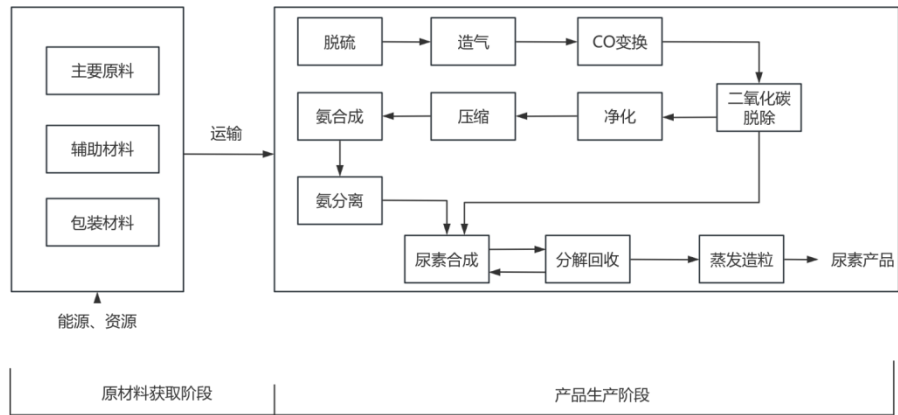 主要原料
辅助材料
包装材料
能源、资源
运输
脱硫
造气
CO变换
二氧化碳
脱除
净化
压缩
氨合成
氨分离
尿素合成
分解回收
蒸发造粒
尿素产品
原材料获取阶段
产品生产阶段